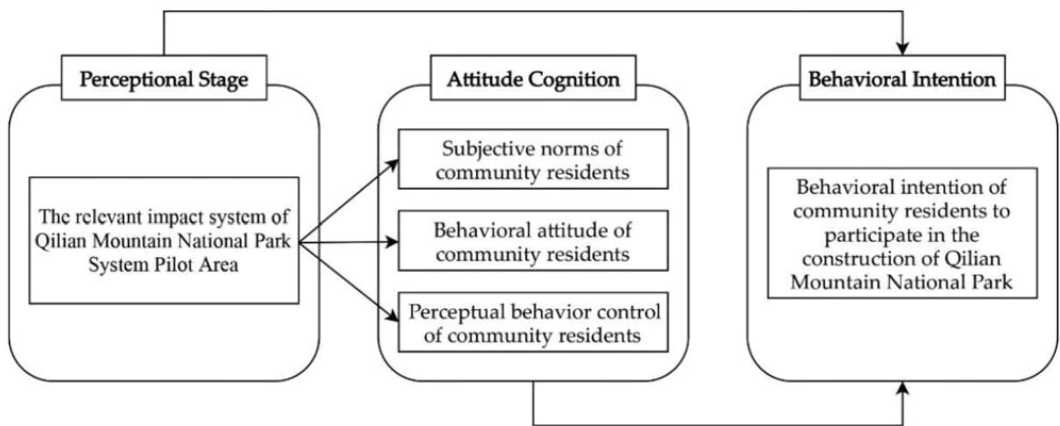 Perceptional Stage
The relevant impact system of
Qilian Mountain National Park
System Pilot Area
Attitude Cognition
Subjective norms of
community residents
Behavioral attitude of
community residents
Perceptual behavior control
of community residents
Behavioral Intention
Behavioral intention of
community residents to
participate in the
construction of Qilian
Mountain National Park